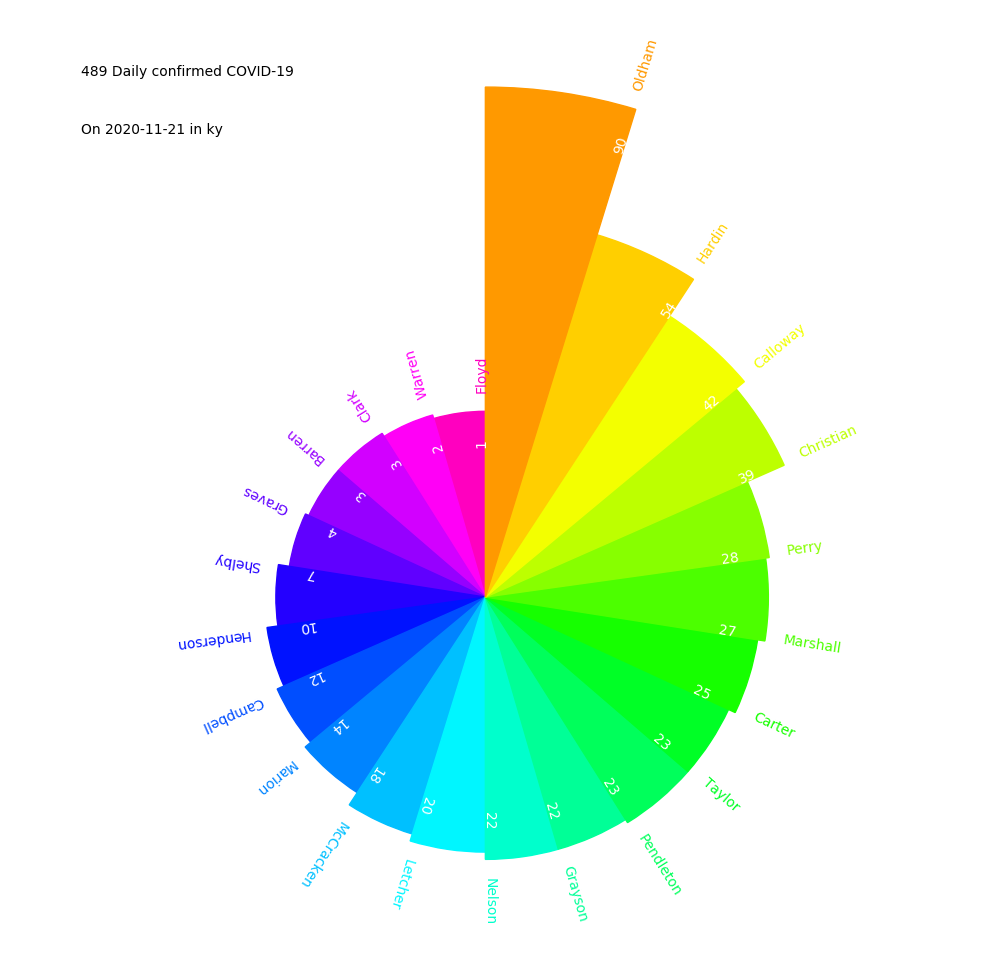 489 Daily confirmed COVID-19
On 2020-11-21 in ky
Oldham
90
Hardin
54
Calloway
42
Christian
39
Perry
28
Marshall
27
Carter
25
Taylor
23
Pendleton
23
Grayson
22
Nelson
22
Letcher
20
McCracken
18
Marion
14
Campbell
12
Henderson
10
Shelby
7
Graves
4
Barren
3
Clark
3
Warren
2
Floyd
1